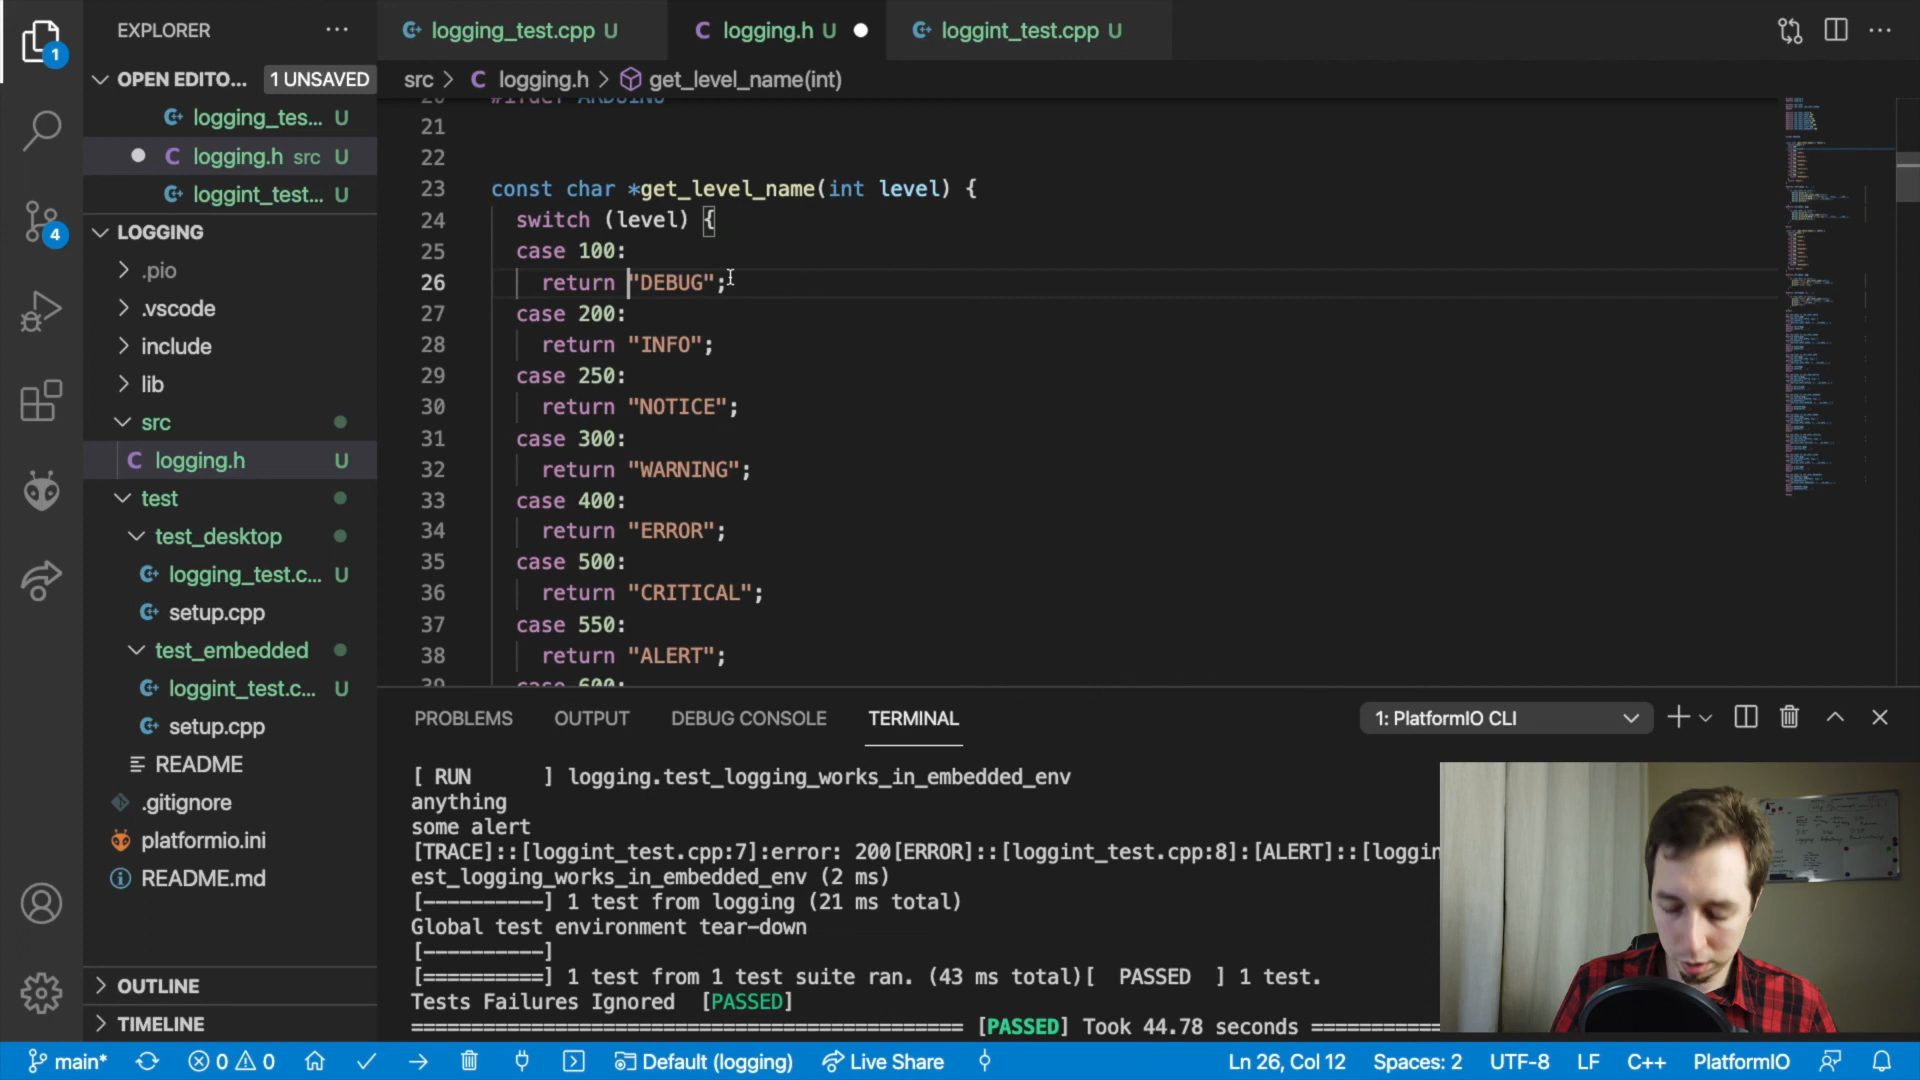 EXPLORER
logging_test.cpp U
logging.h U
loggint_test.cpp U
1
OPEN EDITO... 1 UNSAVED
logging_tes... U
logging.h src U
loggint_test... U
LOGGING
4
.pio
.vscode
include
lib
src
logging.h U
test
test_desktop
logging_test.c... U
setup.cpp
test_embedded
loggint_test.c... U
setup.cpp
README
.gitignore
platformio.ini
README.md
OUTLINE
TIMELINE
src > C logging.h > get_level_name(int)
20 #ifdef ARDUINO
21
22
23 const char *get_level_name(int level) {
24 switch (level) {
25 case 100:
26 return "DEBUG";
27 case 200:
28 return "INFO";
29 case 250:
30 return "NOTICE";
31 case 300:
32 return "WARNING";
33 case 400:
34 return "ERROR";
35 case 500:
36 return "CRITICAL";
37 case 550:
38 return "ALERT";
39 case 600:
PROBLEMS OUTPUT DEBUG CONSOLE TERMINAL 1: PlatformIO CLI
[ RUN      ] logging.test_logging_works_in_embedded_env
anything
some alert
[TRACE]::[loggint_test.cpp:7]:error: 200[ERROR]::[loggint_test.cpp:8]:[ALERT]::[loggin
est_logging_works_in_embedded_env (2 ms)
[----------] 1 test from logging (21 ms total)
Global test environment tear-down
[----------]
[==========] 1 test from 1 test suite ran. (43 ms total)[  PASSED  ] 1 test.
Tests Failures Ignored  [PASSED]
============================================ [PASSED] Took 44.78 seconds ===========
main* 0 0 Default (logging) Live Share Ln 26, Col 12 Spaces: 2 UTF-8 LF C++ PlatformIO